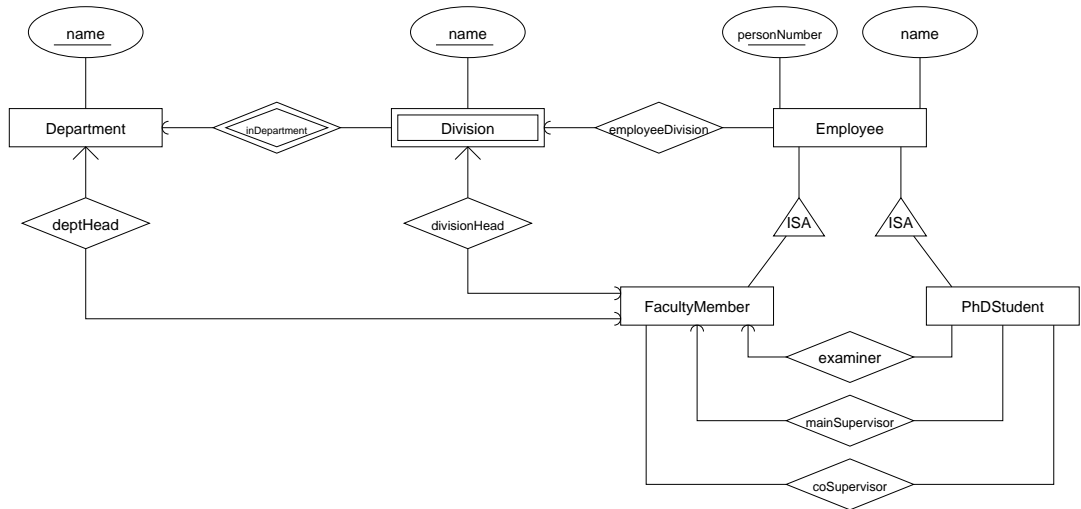 name
name
personNumber
name
Department
inDepartment
Division
employeeDivision
Employee
deptHead
divisionHead
ISA
ISA
FacultyMember
PhDStudent
examiner
mainSupervisor
coSupervisor